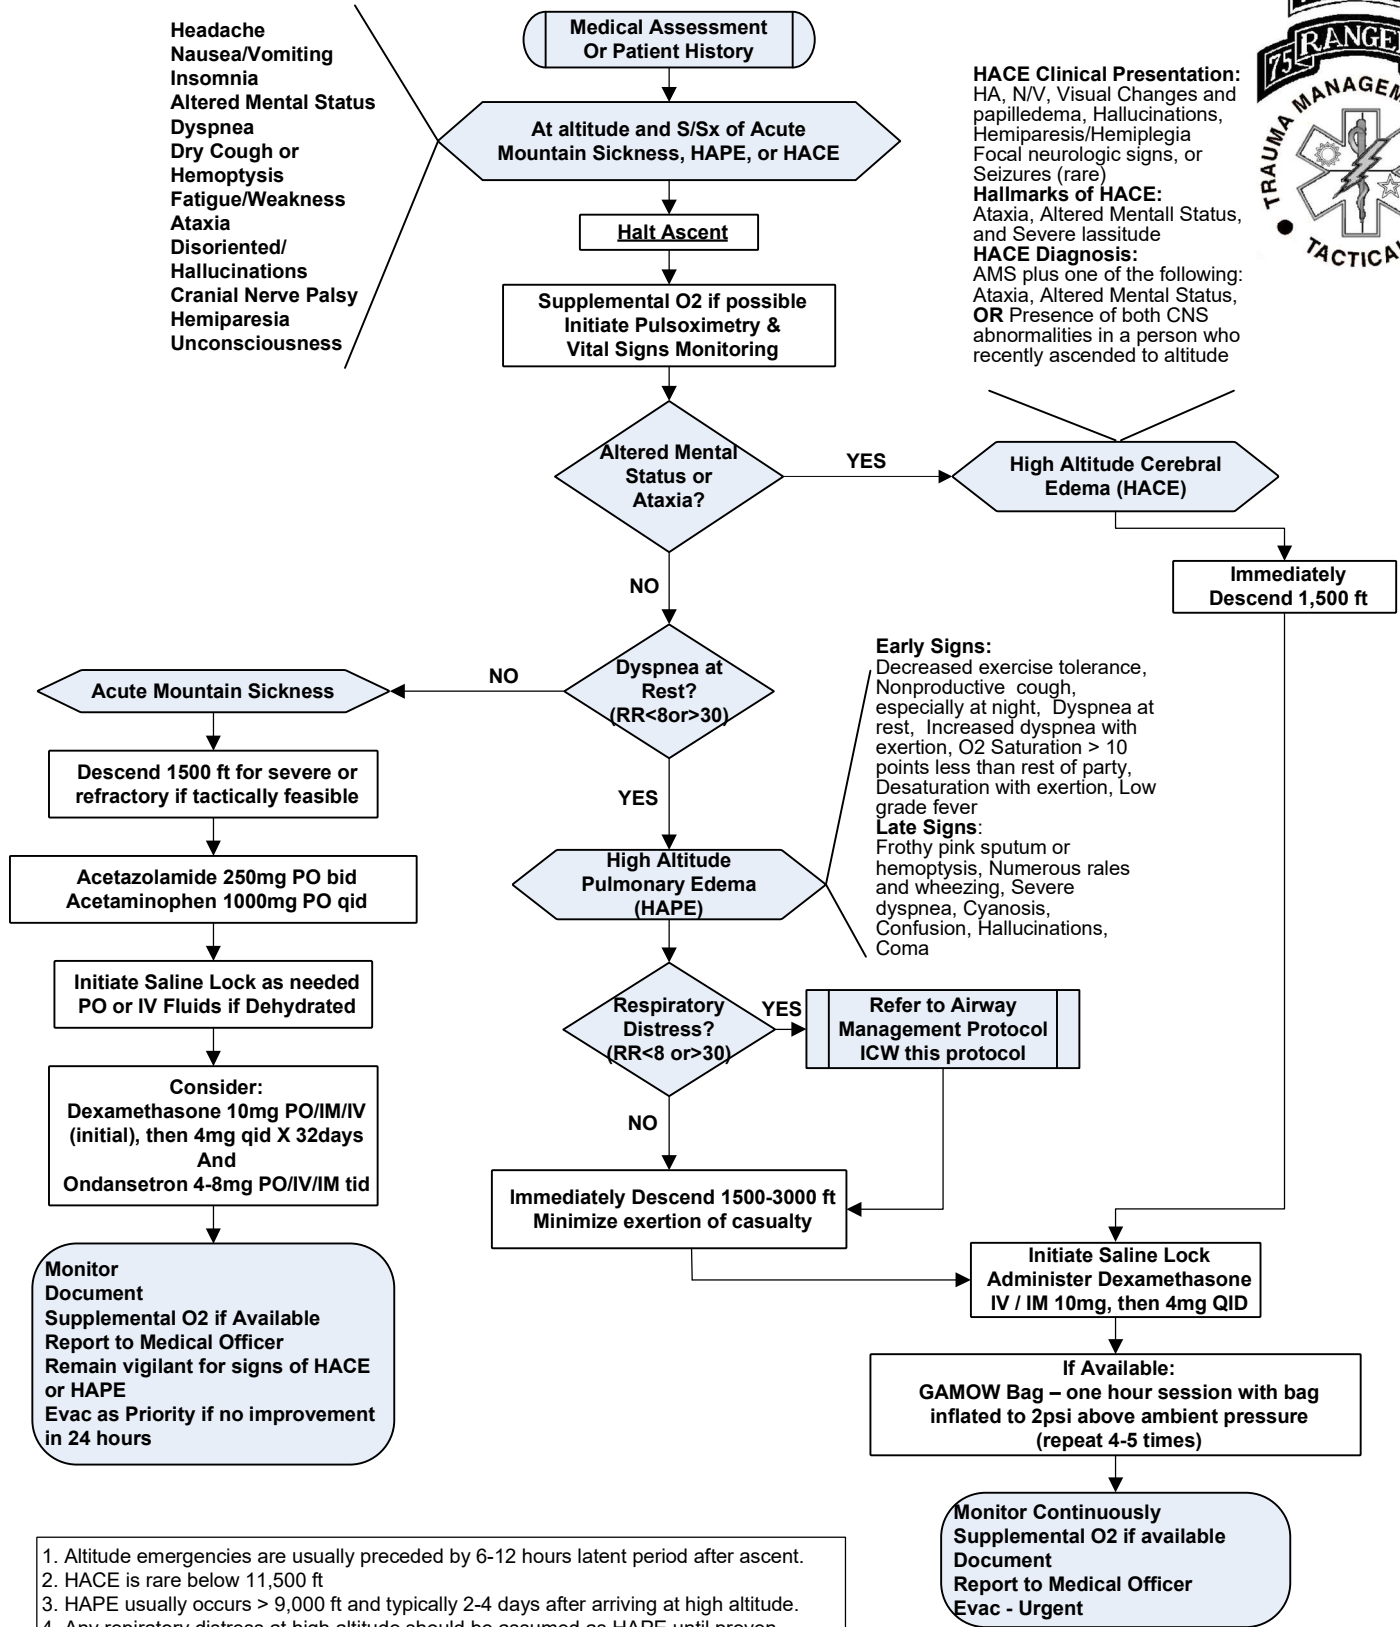 Headache
Nausea/Vomiting
Insomnia
Altered Mental Status
Dyspnea
Dry Cough or
Hemoptysis
Fatigue/Weakness
Ataxia
Disoriented/
Hallucinations
Cranial Nerve Palsy
Hemiparesia
Unconsciousness
Medical Assessment
Or Patient History
At altitude and S/Sx of Acute
Mountain Sickness, HAPE, or HACE
Halt Ascent
Supplemental O2 if possible
Initiate Pulsoximetry &
Vital Signs Monitoring
HACE Clinical Presentation:
HA, N/V, Visual Changes and
papilledema, Hallucinations,
Hemiparesis/Hemiplegia
Focal neurologic signs, or
Seizures (rare)
Hallmarks of HACE:
Ataxia, Altered Mentall Status,
and Severe lassitude
HACE Diagnosis:
AMS plus one of the following:
Ataxia, Altered Mental Status,
OR Presence of both CNS
abnormalities in a person who
recently ascended to altitude
75 RANGE
TRAUMA MANAGEM
TACTICA
Altered Mental
Status or
Ataxia?
YES
High Altitude Cerebral
Edema (HACE)
NO
Immediately
Descend 1,500 ft
Dyspnea at
Rest?
(RR<8or>30)
NO
Acute Mountain Sickness
YES
Early Signs:
Decreased exercise tolerance,
Nonproductive cough,
especially at night, Dyspnea at
rest, Increased dyspnea with
exertion, O2 Saturation > 10
points less than rest of party,
Desaturation with exertion, Low
grade fever
Late Signs:
Frothy pink sputum or
hemoptysis, Numerous rales
and wheezing, Severe
dyspnea, Cyanosis,
Confusion, Hallucinations,
Coma
Descend 1500 ft for severe or
refractory if tactically feasible
Acetazolamide 250mg PO bid
Acetaminophen 1000mg PO qid
Initiate Saline Lock as needed
PO or IV Fluids if Dehydrated
Consider:
Dexamethasone 10mg PO/IM/IV
(initial), then 4mg qid X 32days
And
Ondansetron 4-8mg PO/IV/IM tid
Monitor
Document
Supplemental O2 if Available
Report to Medical Officer
Remain vigilant for signs of HACE
or HAPE
Evac as Priority if no improvement
in 24 hours
High Altitude
Pulmonary Edema
(HAPE)
Respiratory
Distress?
(RR<8 or>30)
YES
Refer to Airway
Management Protocol
ICW this protocol
NO
Immediately Descend 1500-3000 ft
Minimize exertion of casualty
Initiate Saline Lock
Administer Dexamethasone
IV / IM 10mg, then 4mg QID
If Available:
GAMOW Bag – one hour session with bag
inflated to 2psi above ambient pressure
(repeat 4-5 times)
Monitor Continuously
Supplemental O2 if available
Document
Report to Medical Officer
Evac - Urgent
1. Altitude emergencies are usually preceded by 6-12 hours latent period after ascent.
2. HACE is rare below 11,500 ft
3. HAPE usually occurs > 9,000 ft and typically 2-4 days after arriving at high altitude.
4. Any repiratory distress at high altitude should be assumed as HAPE until proven